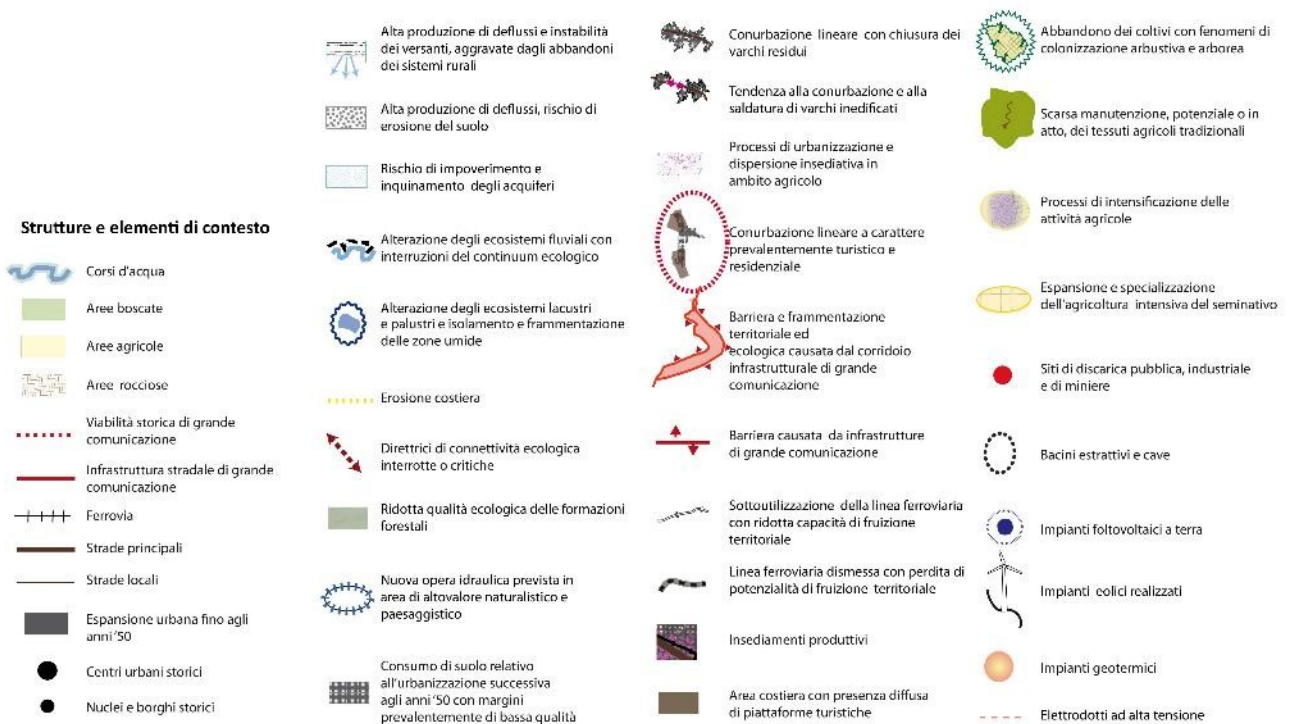 Strutture e elementi di contesto
Corsi d'acqua
Aree boscate
Aree agricole
Aree rocciose
Viabilità storica di grande
comunicazione
Infrastruttura stradale di grande
comunicazione
Ferrovia
Strade principali
Strade locali
Espansione urbana fino agli
anni '50
Centri urbani storici
Nuclei e borghi storici
Alta produzione di deflussi e instabilità
dei versanti, aggravate dagli abbandoni
dei sistemi rurali
Alta produzione di deflussi, rischio di
erosione del suolo
Rischio di impoverimento e
inquinamento degli acquiferi
Alterazione degli ecosistemi fluviali con
interruzioni del continuum ecologico
Alterazione degli ecosistemi lacustri
e palustri e isolamento e frammentazione
delle zone umide
Erosione costiera
Direttrici di connettività ecologica
interrotte o critiche
Ridotta qualità ecologica delle formazioni
forestali
Nuova opera idraulica prevista in
area di altovalore naturalistico e
paesaggistico
Consumo di suolo relativo
all'urbanizzazione successiva
agli anni '50 con margini
prevalentemente di bassa qualità
Conurbazione lineare con chiusura dei
varchi residui
Tendenza alla conurbazione e alla
saldatura di varchi inedificati
Processi di urbanizzazione e
dispersione insediativa in
ambito agricolo
Conurbazione lineare a carattere
prevalentemente turistico e
residenziale
Barriera e frammentazione
territoriale ed
ecologica causata dal corridoio
infrastrutturale di grande
comunicazione
Barriera causata da infrastrutture
di grande comunicazione
Sottoutilizzazione della linea ferroviaria
con ridotta capacità di fruizione
territoriale
Linea ferroviaria dismessa con perdita di
potenzialità di fruizione territoriale
Insediamenti produttivi
Area costiera con presenza diffusa
di piattaforme turistiche
Abbandono dei coltivi con fenomeni di
colonizzazione arbustiva e arborea
Scarsa manutenzione, potenziale o in
atto, dei tessuti agricoli tradizionali
Processi di intensificazione delle
attività agricole
Espansione e specializzazione
dell'agricoltura intensiva del seminativo
Siti di discarica pubblica, industriale
e di miniere
Bacini estrattivi e cave
Impianti foltovoltaici a terra
Impianti eolici realizzati
Impianti geotermici
Elettrodotti ad alta tensione